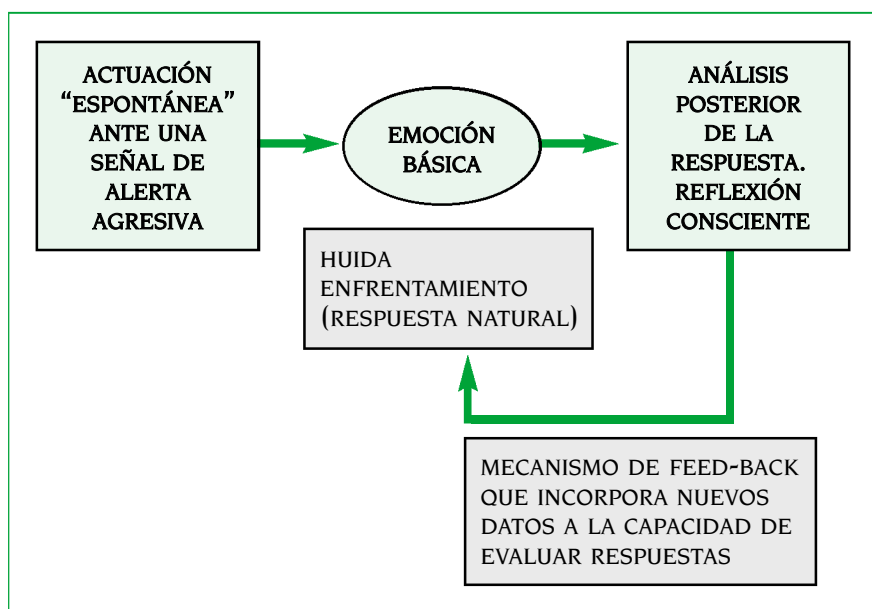 ACTUACIÓN
“ESPONTÁNEA”
ANTE UNA
SEÑAL DE
ALERTA
AGRESIVA
EMOCIÓN
BÁSICA
ANÁLISIS
POSTERIOR
DE LA
RESPUESTA.
REFLEXIÓN
CONSCIENTE
HUIDA
ENFRENTAMIENTO
(RESPUESTA NATURAL)
MECANISMO DE FEED-BACK
QUE INCORPORA NUEVOS
DATOS A LA CAPACIDAD DE
EVALUAR RESPUESTAS